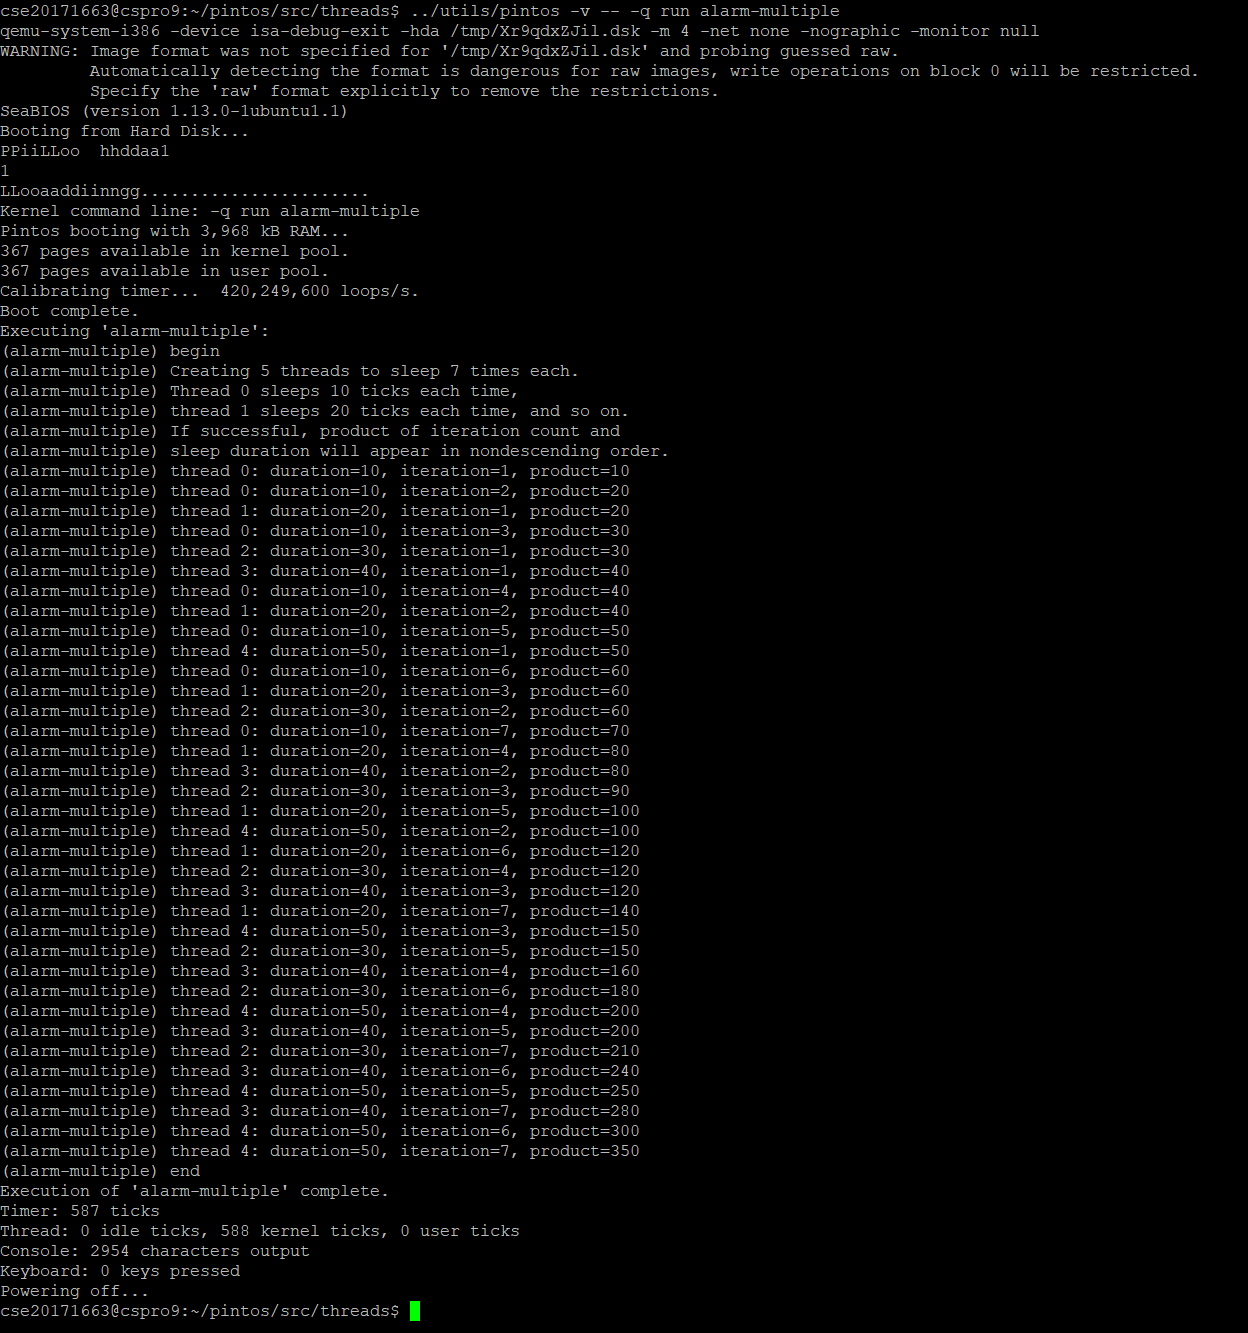 cse20171663@cspro9:~/pintos/src/threads$ ../utils/pintos -v -- -q run alarm-multiple
qemu-system-i386 -device isa-debug-exit -hda /tmp/Xr9qdxZJil.dsk -m 4 -net none -nographic -monitor null
WARNING: Image format was not specified for '/tmp/Xr9qdxZJil.dsk' and probing guessed raw.
         Automatically detecting the format is dangerous for raw images, write operations on block 0 will be restricted.
         Specify the 'raw' format explicitly to remove the restrictions.
SeaBIOS (version 1.13.0-1ubuntu1.1)
Booting from Hard Disk...
PPiiLLoo  hhddaa1
1
LLooaaddiinngg.......................
Kernel command line: -q run alarm-multiple
Pintos booting with 3,968 kB RAM...
367 pages available in kernel pool.
367 pages available in user pool.
Calibrating timer...  420,249,600 loops/s.
Boot complete.
Executing 'alarm-multiple':
(alarm-multiple) begin
(alarm-multiple) Creating 5 threads to sleep 7 times each.
(alarm-multiple) Thread 0 sleeps 10 ticks each time,
(alarm-multiple) thread 1 sleeps 20 ticks each time, and so on.
(alarm-multiple) If successful, product of iteration count and
(alarm-multiple) sleep duration will appear in nondescending order.
(alarm-multiple) thread 0: duration=10, iteration=1, product=10
(alarm-multiple) thread 0: duration=10, iteration=2, product=20
(alarm-multiple) thread 1: duration=20, iteration=1, product=20
(alarm-multiple) thread 0: duration=10, iteration=3, product=30
(alarm-multiple) thread 2: duration=30, iteration=1, product=30
(alarm-multiple) thread 3: duration=40, iteration=1, product=40
(alarm-multiple) thread 0: duration=10, iteration=4, product=40
(alarm-multiple) thread 1: duration=20, iteration=2, product=40
(alarm-multiple) thread 0: duration=10, iteration=5, product=50
(alarm-multiple) thread 4: duration=50, iteration=1, product=50
(alarm-multiple) thread 0: duration=10, iteration=6, product=60
(alarm-multiple) thread 1: duration=20, iteration=3, product=60
(alarm-multiple) thread 2: duration=30, iteration=2, product=60
(alarm-multiple) thread 0: duration=10, iteration=7, product=70
(alarm-multiple) thread 1: duration=20, iteration=4, product=80
(alarm-multiple) thread 3: duration=40, iteration=2, product=80
(alarm-multiple) thread 2: duration=30, iteration=3, product=90
(alarm-multiple) thread 1: duration=20, iteration=5, product=100
(alarm-multiple) thread 4: duration=50, iteration=2, product=100
(alarm-multiple) thread 1: duration=20, iteration=6, product=120
(alarm-multiple) thread 2: duration=30, iteration=4, product=120
(alarm-multiple) thread 3: duration=40, iteration=3, product=120
(alarm-multiple) thread 1: duration=20, iteration=7, product=140
(alarm-multiple) thread 4: duration=50, iteration=3, product=150
(alarm-multiple) thread 2: duration=30, iteration=5, product=150
(alarm-multiple) thread 3: duration=40, iteration=4, product=160
(alarm-multiple) thread 2: duration=30, iteration=6, product=180
(alarm-multiple) thread 4: duration=50, iteration=4, product=200
(alarm-multiple) thread 3: duration=40, iteration=5, product=200
(alarm-multiple) thread 2: duration=30, iteration=7, product=210
(alarm-multiple) thread 3: duration=40, iteration=6, product=240
(alarm-multiple) thread 4: duration=50, iteration=5, product=250
(alarm-multiple) thread 3: duration=40, iteration=7, product=280
(alarm-multiple) thread 4: duration=50, iteration=6, product=300
(alarm-multiple) thread 4: duration=50, iteration=7, product=350
(alarm-multiple) end
Execution of 'alarm-multiple' complete.
Timer: 587 ticks
Thread: 0 idle ticks, 588 kernel ticks, 0 user ticks
Console: 2954 characters output
Keyboard: 0 keys pressed
Powering off...
cse20171663@cspro9:~/pintos/src/threads$